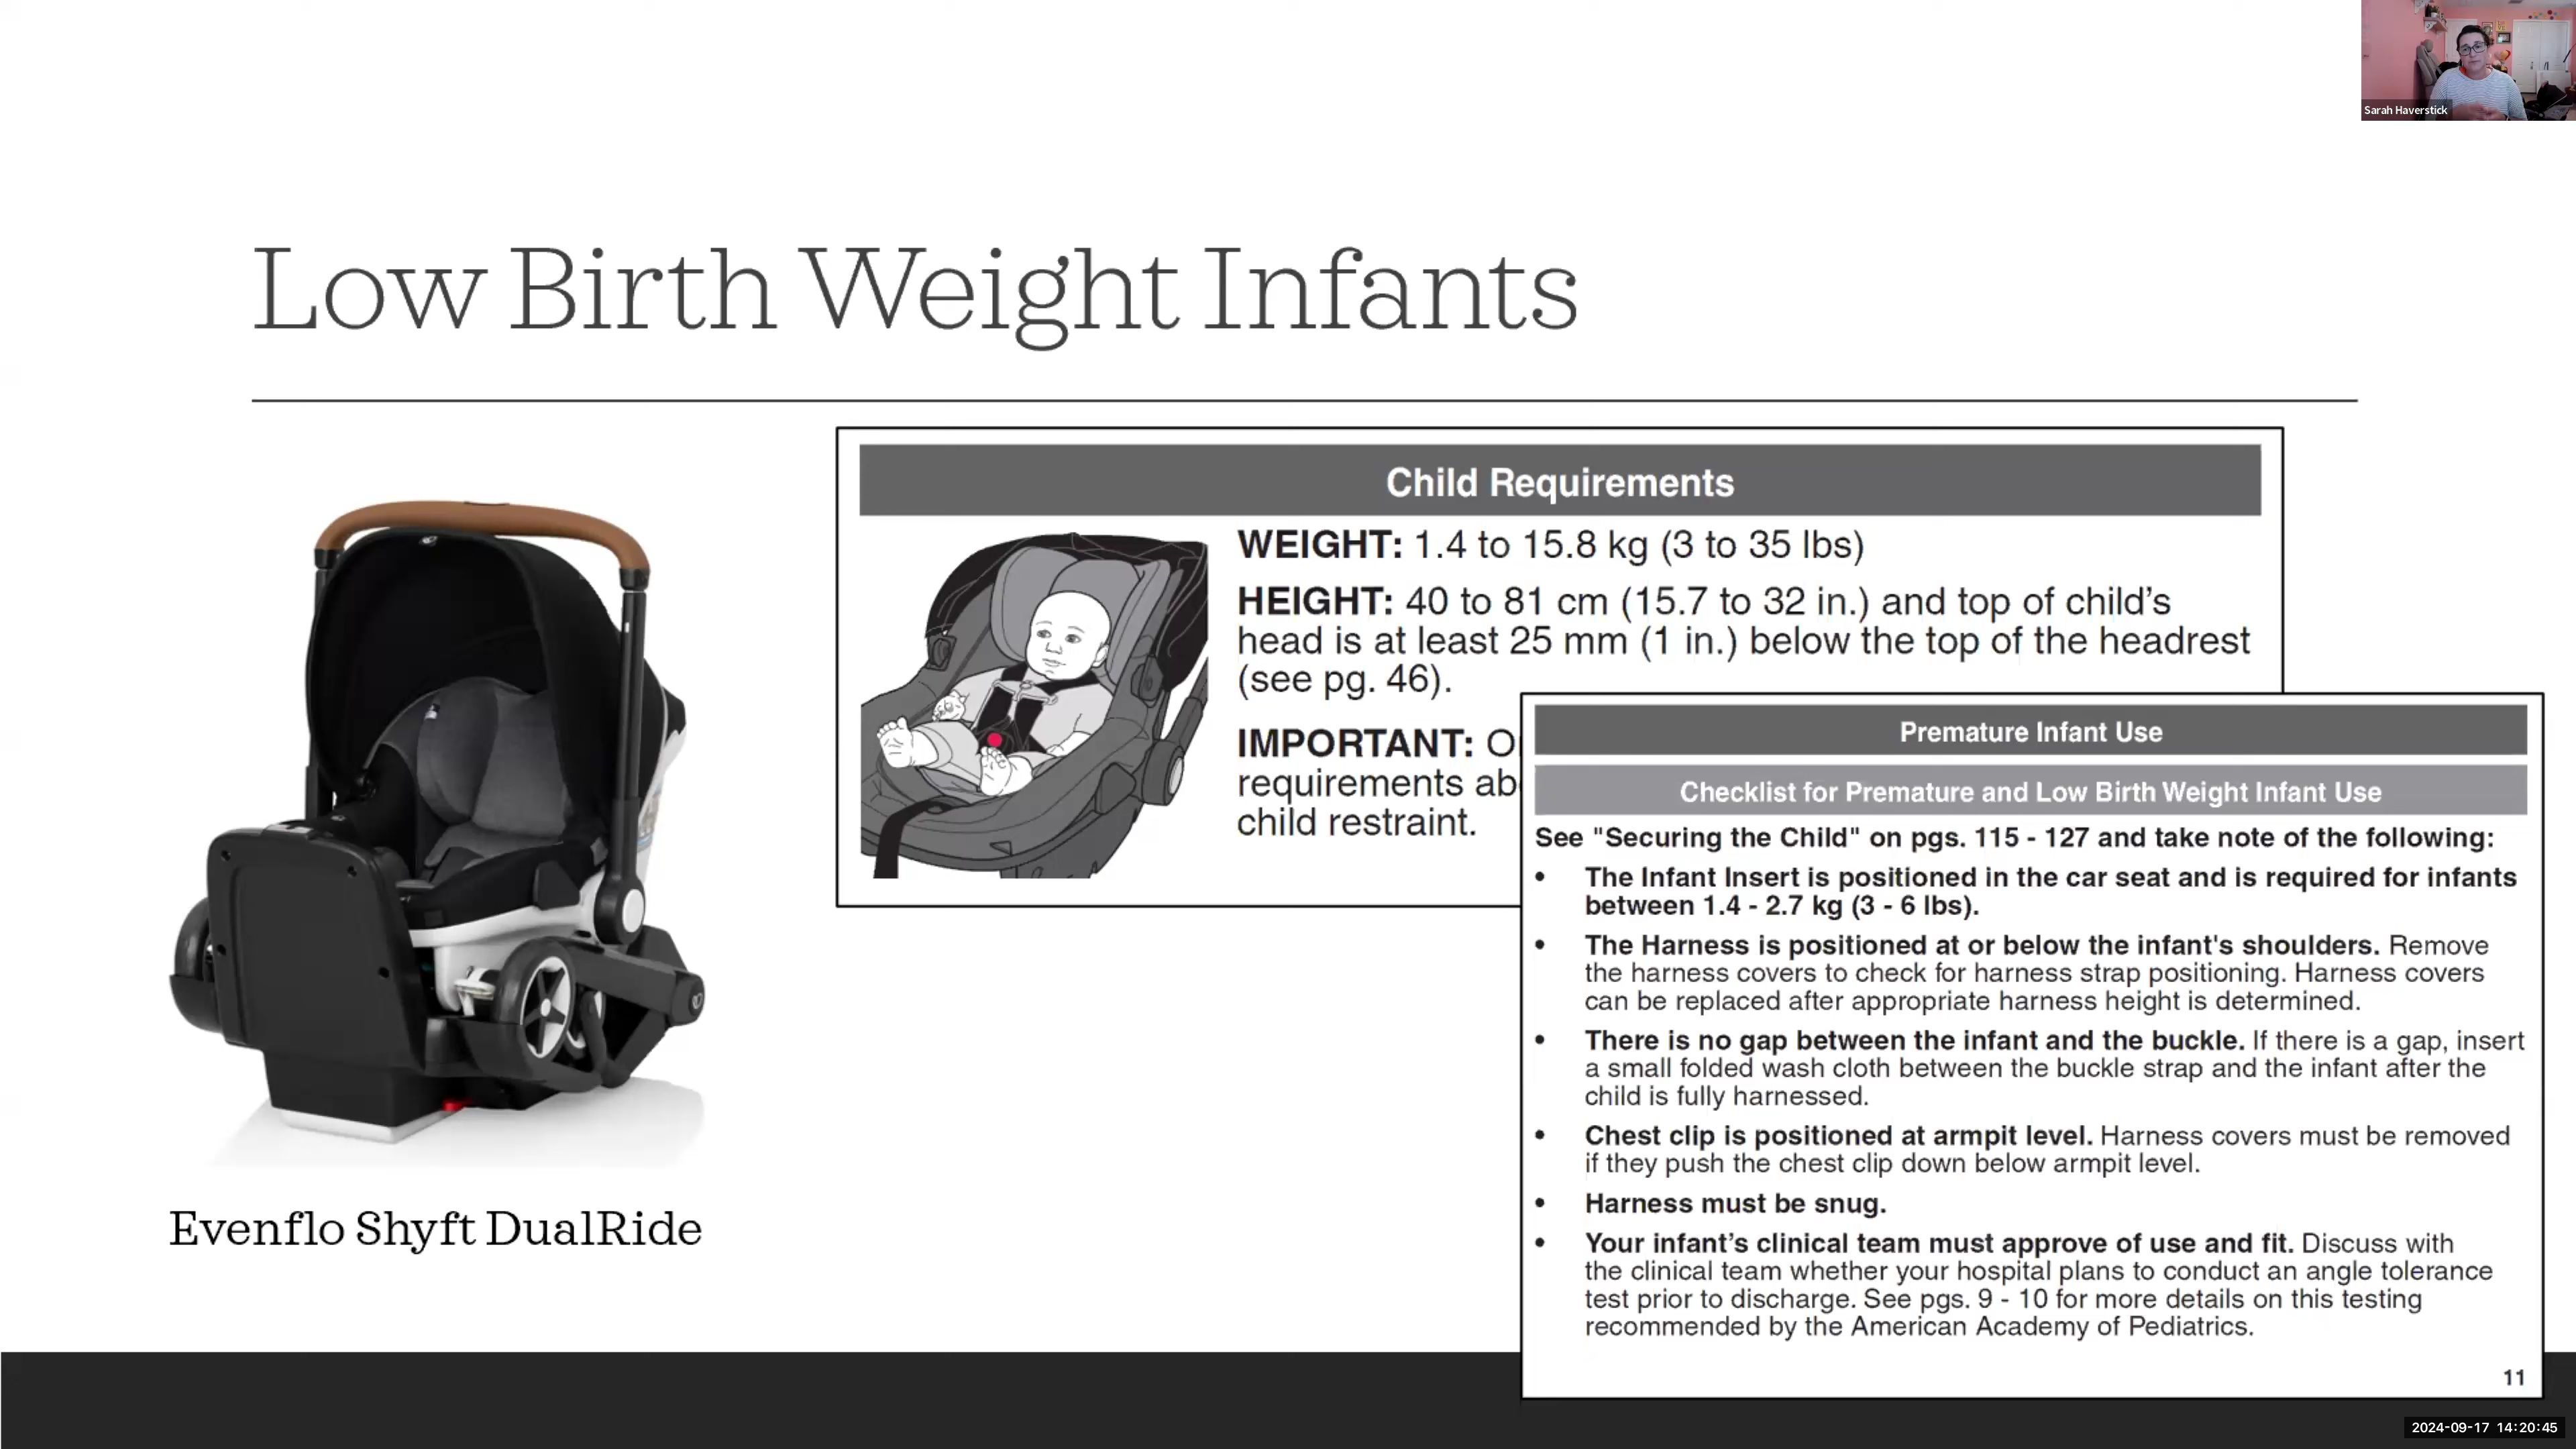 Sarah Haverstick
Low Birth Weight Infants
Evenflo Shyft DualRide
Child Requirements
WEIGHT: 1.4 to 15.8 kg (3 to 35 lbs)
HEIGHT: 40 to 81 cm (15.7 to 32 in.) and top of child's
head is at least 25 mm (1 in.) below the top of the headrest
(see pg. 46).
IMPORTANT:
requirements
child restraint.
Premature Infant Use
Checklist for Premature and Low Birth Weight Infant Use
See "Securing the Child" on pgs. 115 - 127 and take note of the following:
• The Infant Insert is positioned in the car seat and is required for infants
between 1.4 - 2.7 kg (3 - 6 lbs).
• The Harness is positioned at or below the infant's shoulders. Remove
the harness covers to check for harness strap positioning. Harness covers
can be replaced after appropriate harness height is determined.
• There is no gap between the infant and the buckle. If there is a gap, insert
a small folded wash cloth between the buckle strap and the infant after the
child is fully harnessed.
• Chest clip is positioned at armpit level. Harness covers must be removed
if they push the chest clip down below armpit level.
• Harness must be snug.
• Your infant's clinical team must approve of use and fit. Discuss with
the clinical team whether your hospital plans to conduct an angle tolerance
test prior to discharge. See pgs. 9 - 10 for more details on this testing
recommended by the American Academy of Pediatrics.
11
2024-09-17 14:20:45